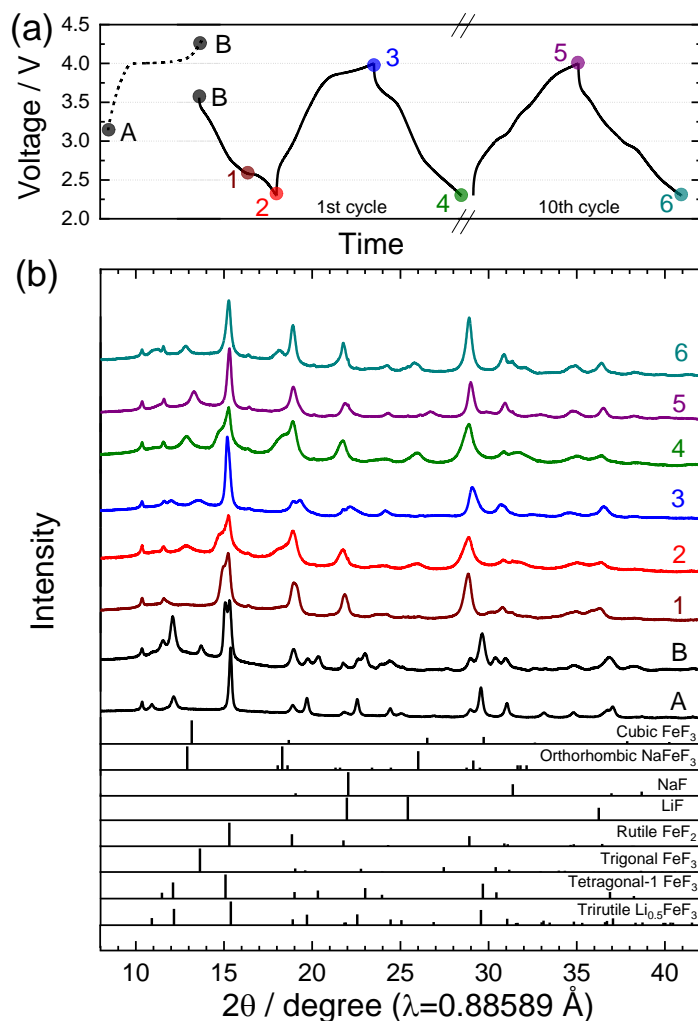 (a)
4.5
4.0
3.5
3.0
2.5
2.0
Voltage / V
A
B
B
1
2
3
4
5
6
1st cycle
10th cycle
Time
(b)
Intensity
6
5
4
3
2
1
B
A
Cubic FeF₃
Orthorhombic NaFeF₃
NaF
LiF
Rutile FeF₂
Trigonal FeF₃
Tetragonal-1 FeF₃
Trirutile Li₀.₅FeF₃
10 15 20 25 30 35 40
2θ / degree (λ=0.88589 Å)